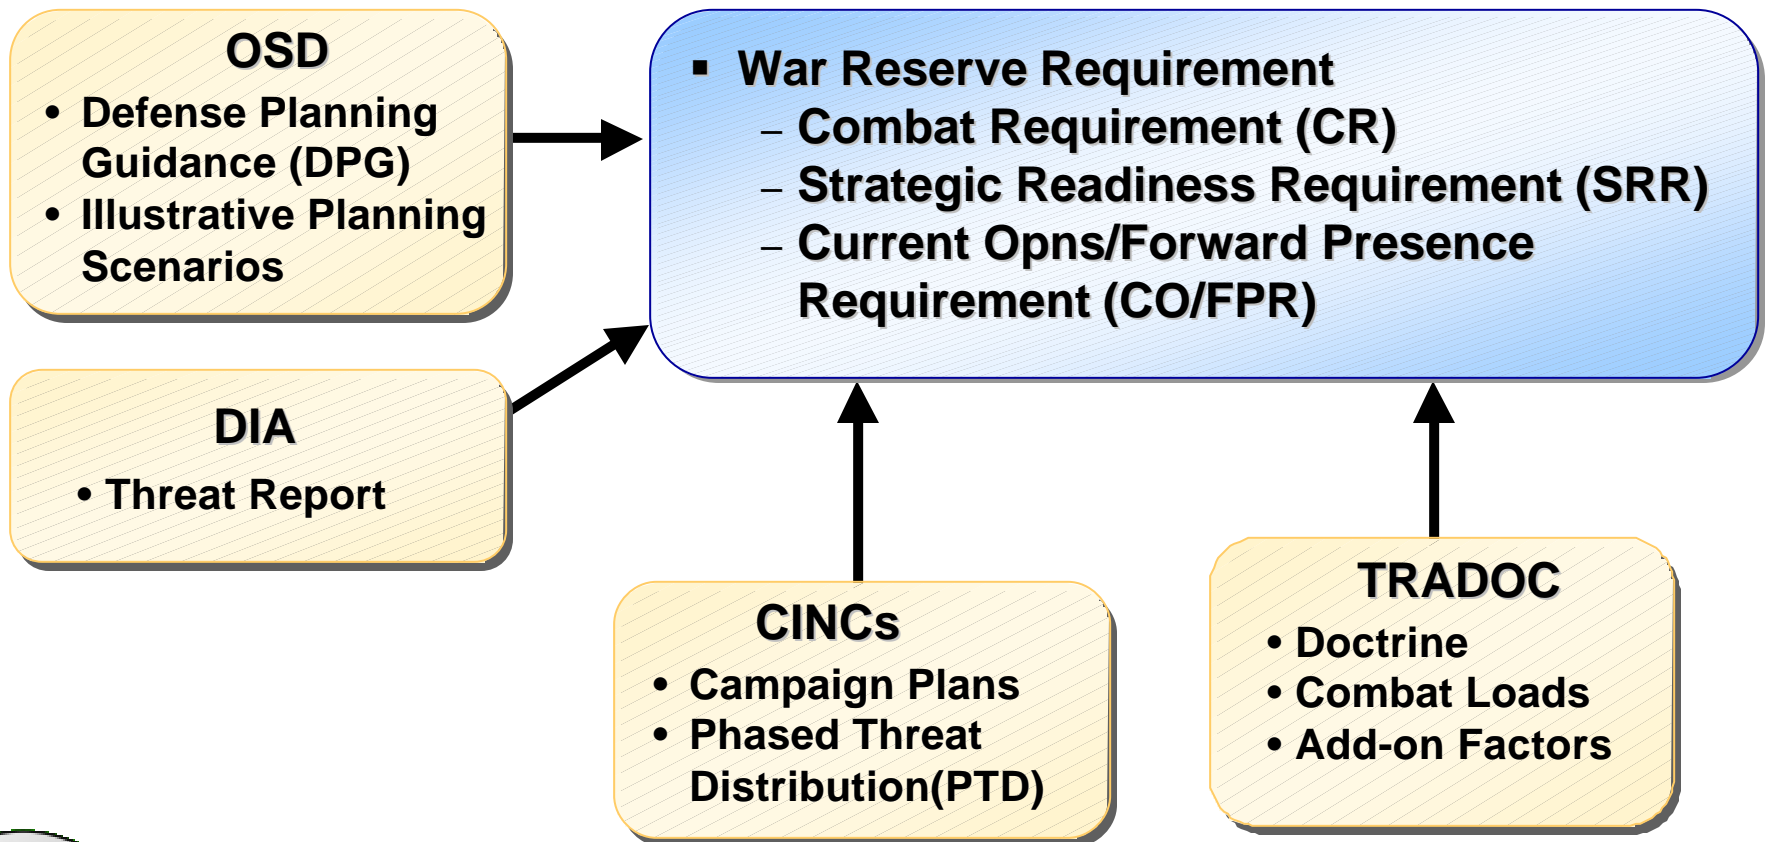 OSD
• Defense Planning
Guidance (DPG)
• Illustrative Planning
Scenarios
▪ War Reserve Requirement
– Combat Requirement (CR)
– Strategic Readiness Requirement (SRR)
– Current Opns/Forward Presence
Requirement (CO/FPR)
DIA
• Threat Report
CINCs
• Campaign Plans
• Phased Threat
Distribution(PTD)
TRADOC
• Doctrine
• Combat Loads
• Add-on Factors